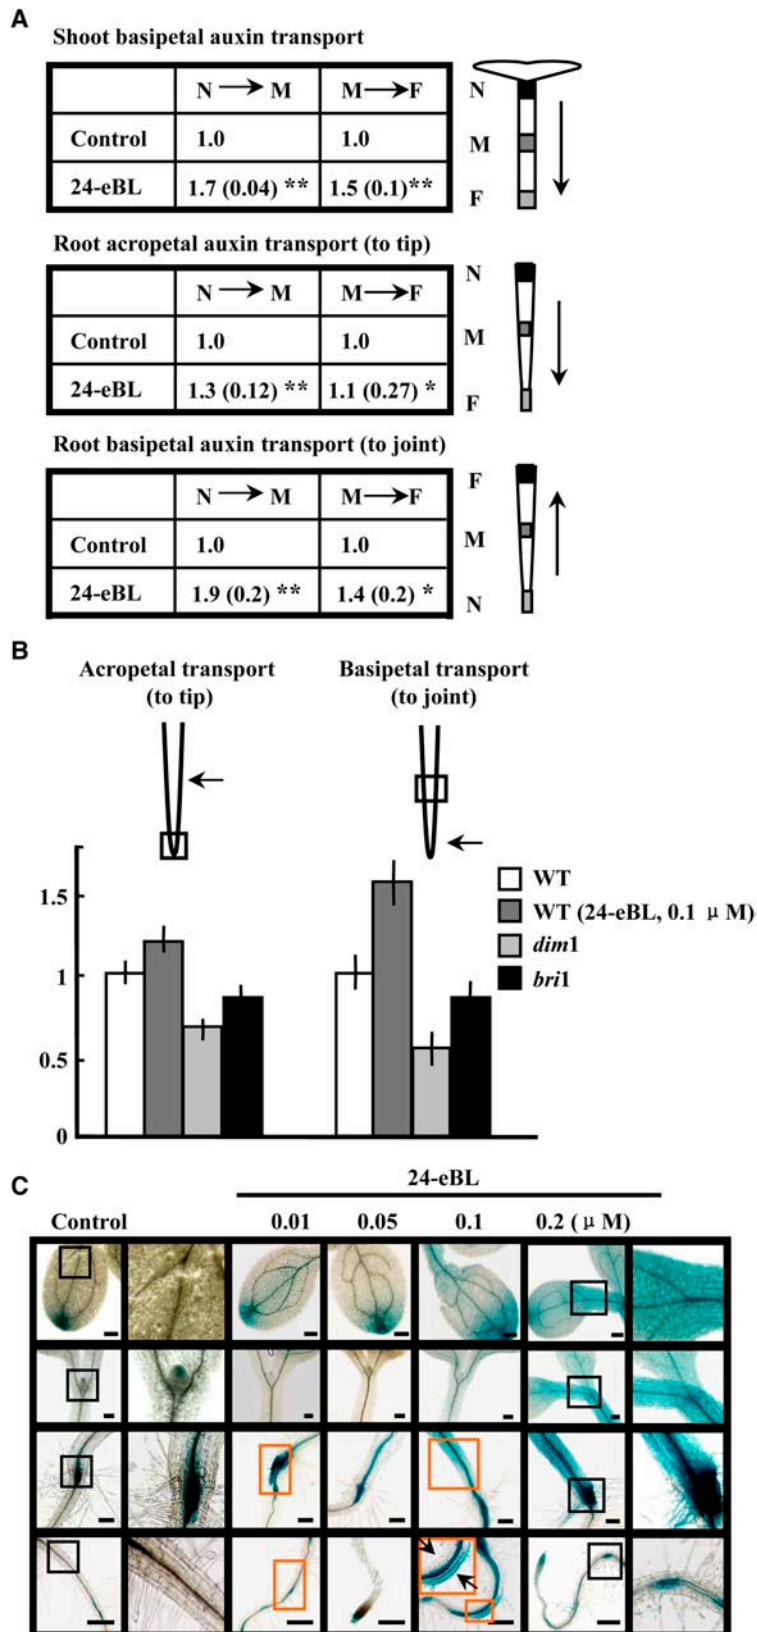 A
Shoot basipetal auxin transport
N → M M → F
Control 1.0 1.0
24-eBL 1.7 (0.04) ** 1.5 (0.1)**
N
M
F
Root acropetal auxin transport (to tip)
N → M M → F
Control 1.0 1.0
24-eBL 1.3 (0.12) ** 1.1 (0.27) *
N
M
F
Root basipetal auxin transport (to joint)
N → M M → F
Control 1.0 1.0
24-eBL 1.9 (0.2) ** 1.4 (0.2) *
F
M
N
B
Acropetal transport
(to tip)
Basipetal transport
(to joint)
1.5
1
0.5
0
WT
WT (24-eBL, 0.1 μ M)
dim1
bri1
C
24-eBL
Control 0.01 0.05 0.1 0.2 ( μ M)